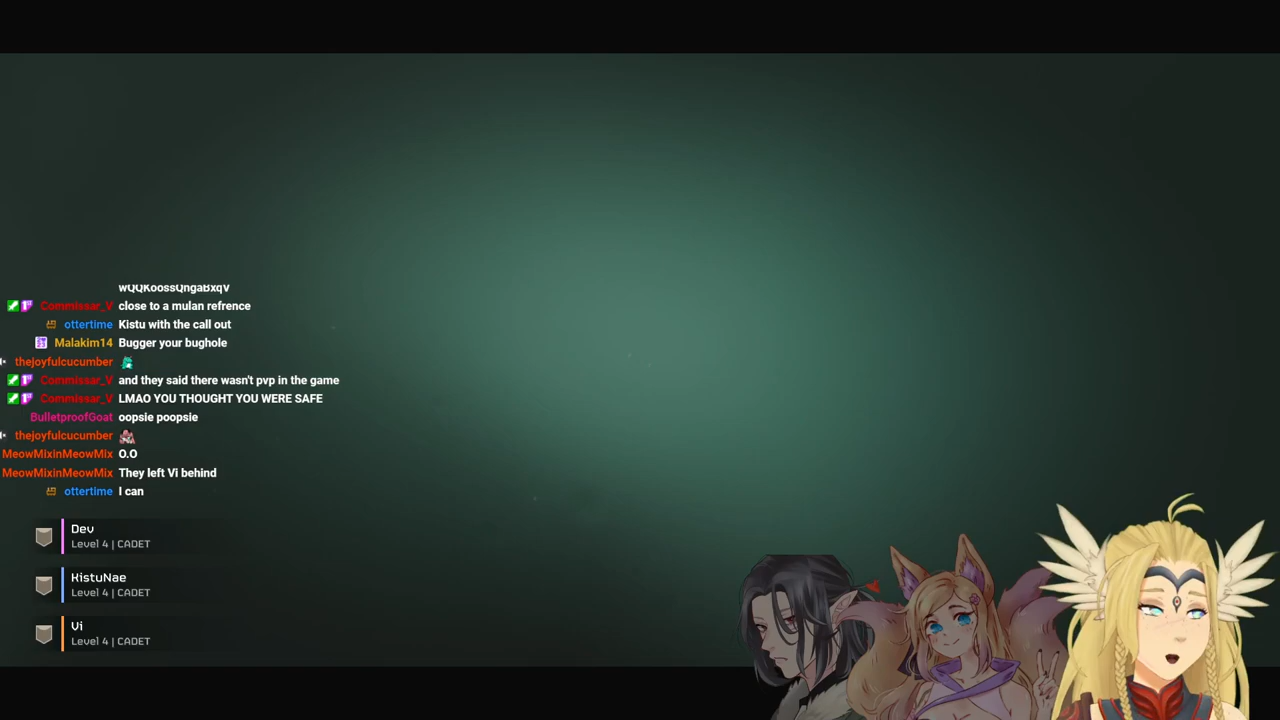 Commissar_V close to a mulan refrence
ottertime Kistu with the call out
Malakim14 Bugger your bughole
thejoyfulcucumber
Commissar_V and they said there wasn't pvp in the game
Commissar_V LMAO YOU THOUGHT YOU WERE SAFE
BulletproofGoat oopsie poopsie
thejoyfulcucumber
MeowMixinMeowMix O.O
MeowMixinMeowMix They left Vi behind
ottertime I can
Dev
Level 4 | CADET
KistuNae
Level 4 | CADET
Vi
Level 4 | CADET